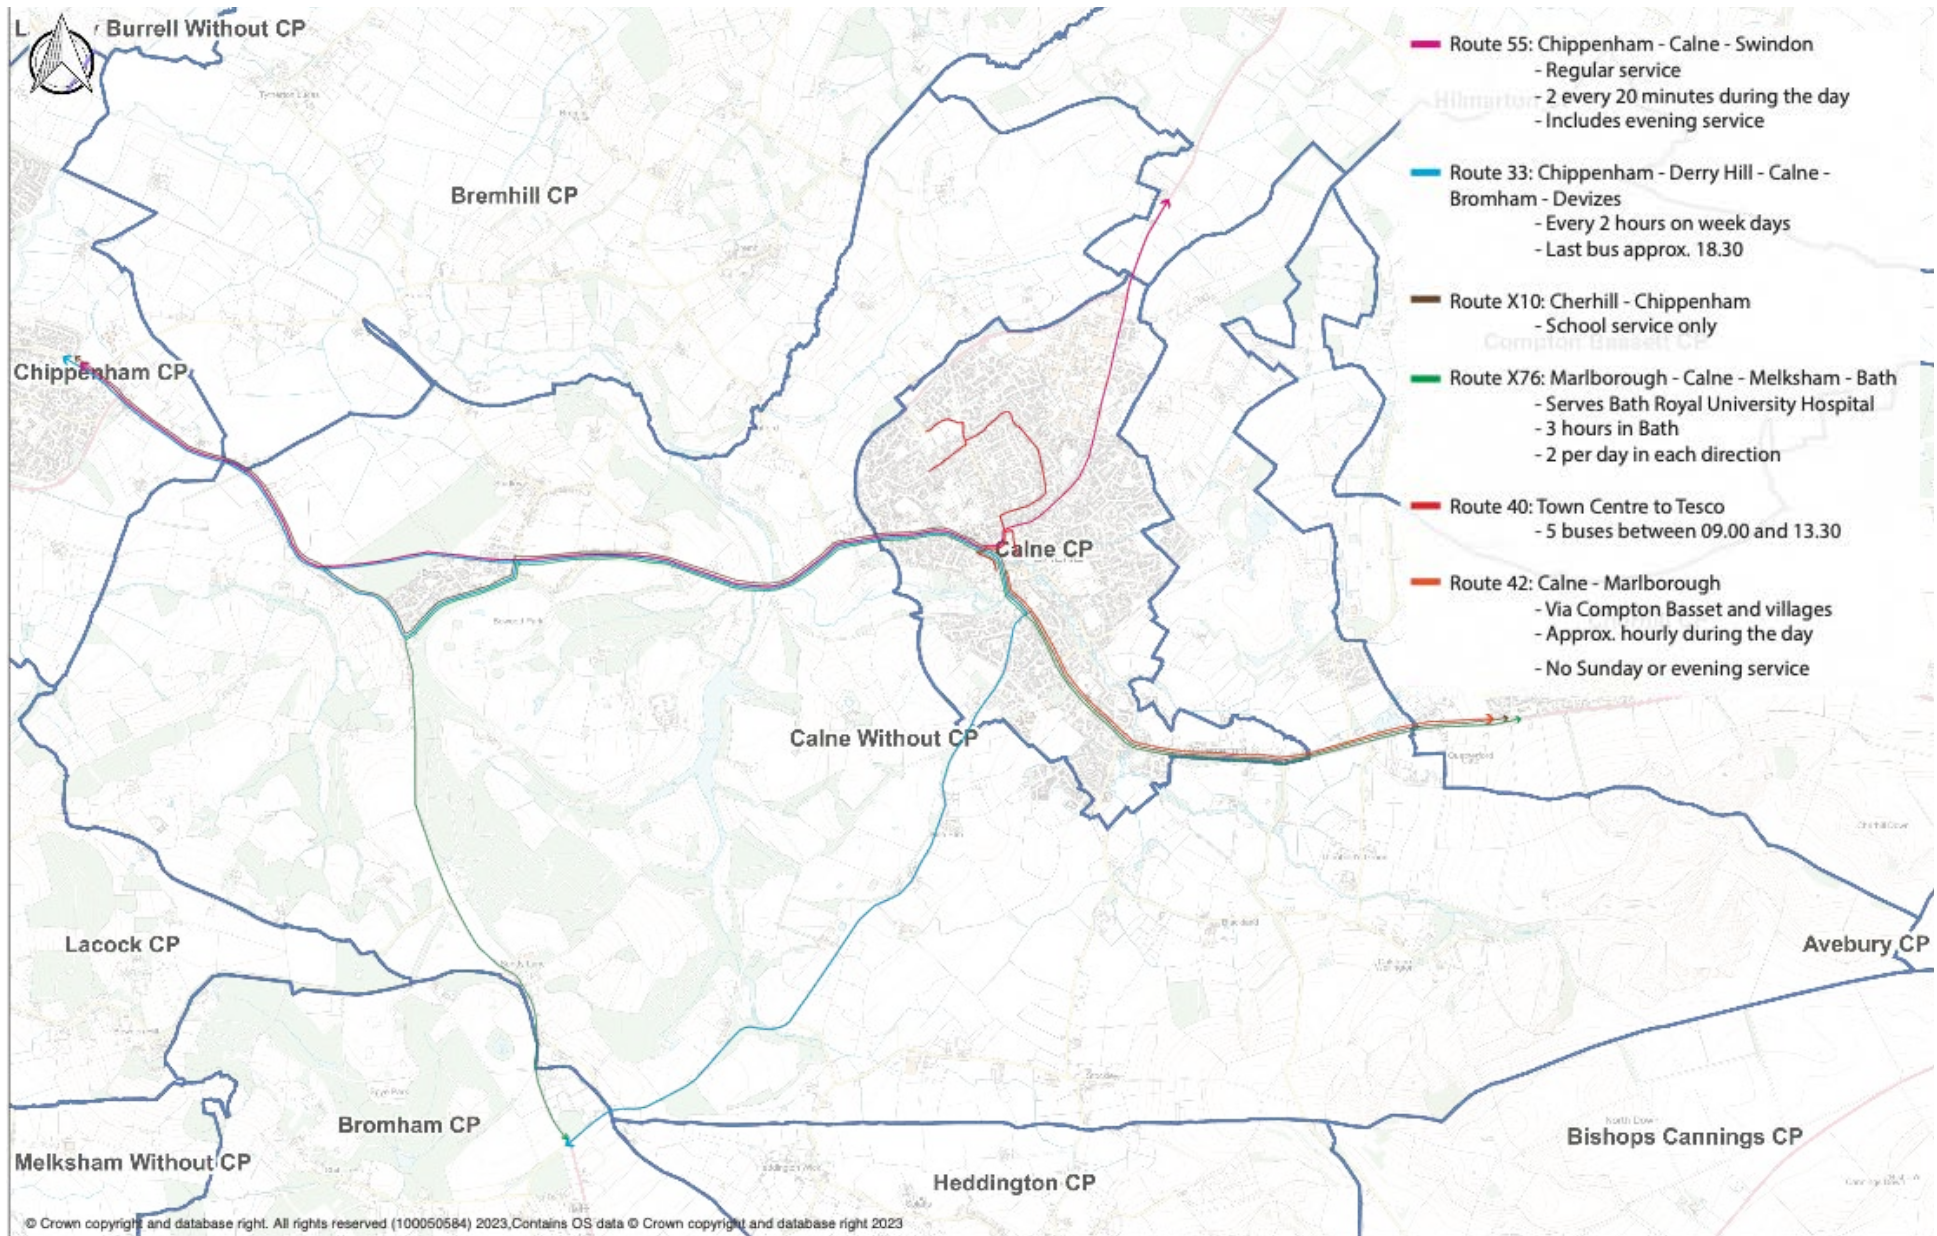 Burrell Without CP
Bremhill CP
Chippenham CP
Calne CP
Calne Without CP
Lacock CP
Avebury CP
Bromham CP
Melksham Without CP
Heddington CP
Bishops Cannings CP
Hilmarton
Compton Bassett CP
Route 55: Chippenham - Calne - Swindon
- Regular service
- 2 every 20 minutes during the day
- Includes evening service
Route 33: Chippenham - Derry Hill - Calne -
Bromham - Devizes
- Every 2 hours on week days
- Last bus approx. 18.30
Route X10: Cherhill - Chippenham
- School service only
Route X76: Marlborough - Calne - Melksham - Bath
- Serves Bath Royal University Hospital
- 3 hours in Bath
- 2 per day in each direction
Route 40: Town Centre to Tesco
- 5 buses between 09.00 and 13.30
Route 42: Calne - Marlborough
- Via Compton Basset and villages
- Approx. hourly during the day
- No Sunday or evening service
© Crown copyright and database right. All rights reserved (100050584) 2023,Contains OS data © Crown copyright and database right 2023